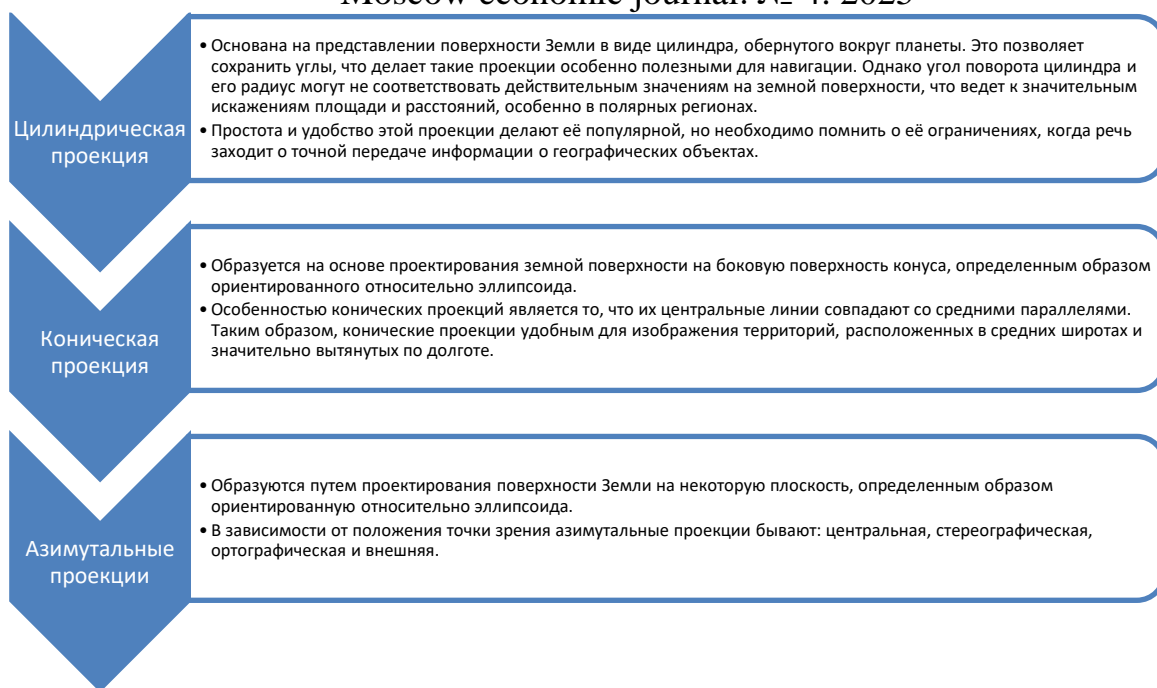 Moscow economic journal. № 4. 2025
• Основана на представлении поверхности Земли в виде цилиндра, обернутого вокруг планеты. Это позволяет
сохранить углы, что делает такие проекции особенно полезными для навигации. Однако угол поворота цилиндра и
его радиус могут не соответствовать действительным значениям на земной поверхности, что ведет к значительным
искажениям площади и расстояний, особенно в полярных регионах.
Цилиндрическая
проекция
• Простота и удобство этой проекции делают её популярной, но необходимо помнить о её ограничениях, когда речь
заходит о точной передаче информации о географических объектах.
• Образуется на основе проектирования земной поверхности на боковую поверхность конуса, определенным образом
ориентированного относительно эллипсоида.
Коническая
проекция
• Особенностью конических проекций является то, что их центральные линии совпадают со средними параллелями.
Таким образом, конические проекции удобным для изображения территорий, расположенных в средних широтах и
значительно вытянутых по долготе.
• Образуются путем проектирования поверхности Земли на некоторую плоскость, определенным образом
ориентированную относительно эллипсоида.
Азимутальные
проекции
• В зависимости от положения точки зрения азимутальные проекции бывают: центральная, стереографическая,
ортографическая и внешняя.